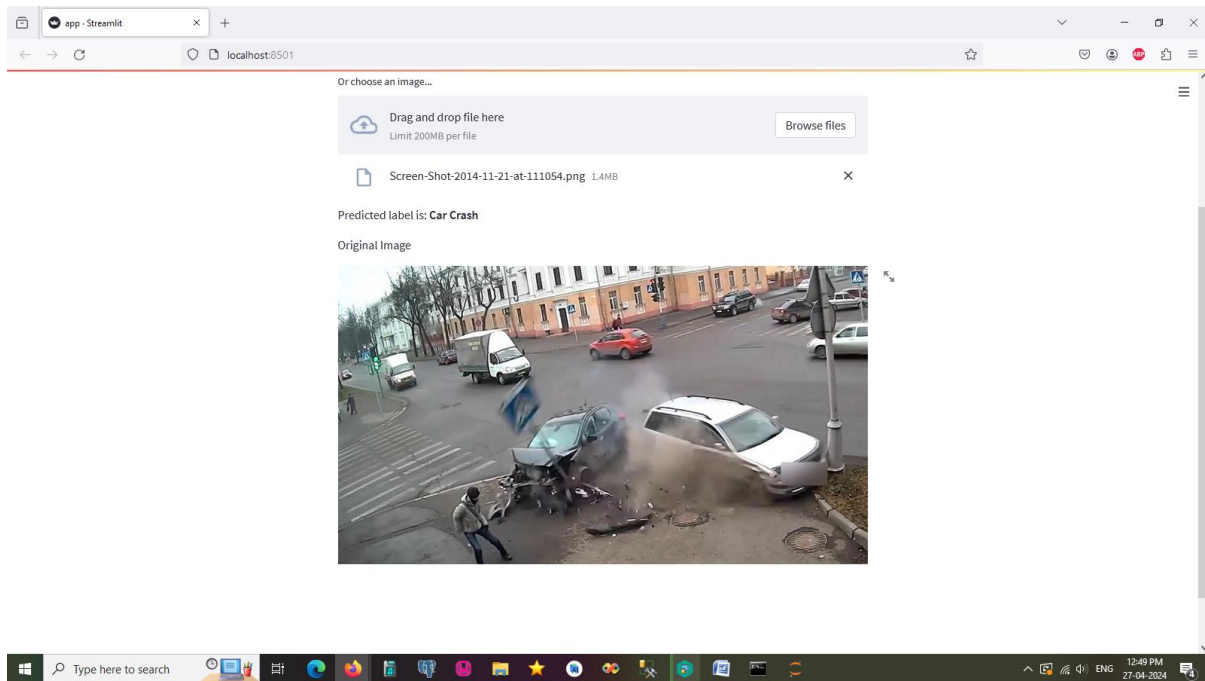 app · Streamlit
localhost:8501
ABP
Or choose an image...
Drag and drop file here
Limit 200MB per file
Browse files
Screen-Shot-2014-11-21-at-111054.png 1.4MB
Predicted label is: Car Crash
Original Image
Type here to search
ENG
12:49 PM
27-04-2024
4